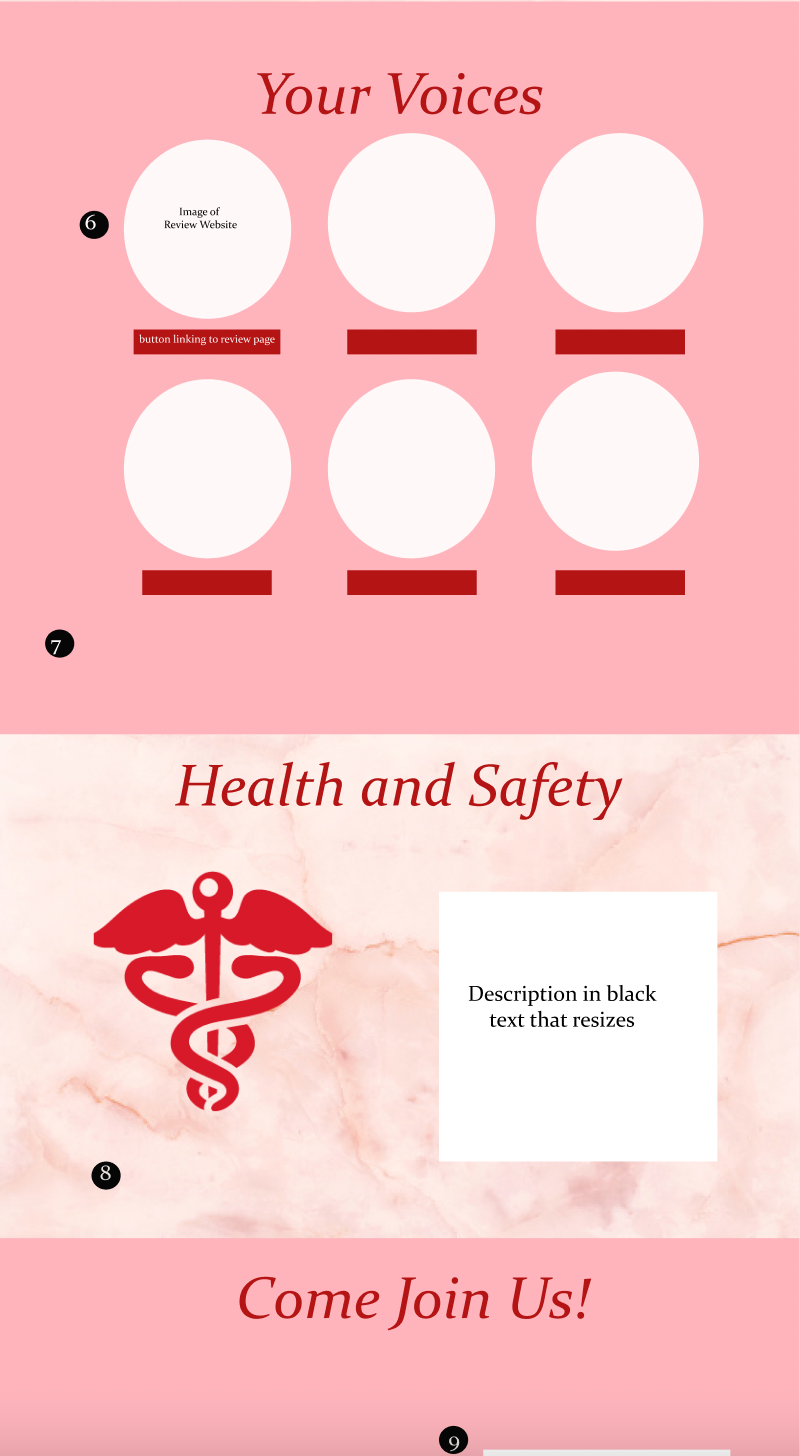 Your Voices
6
Image of
Review Website
button linking to review page
7
Health and Safety
Description in black
text that resizes
8
Come Join Us!
9